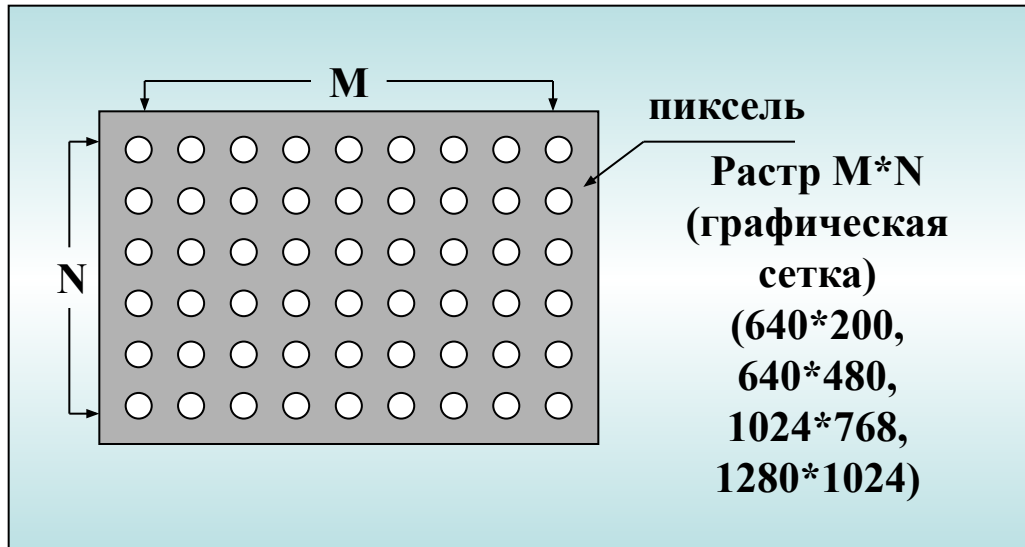 M
N
пиксель
Растр M*N
(графическая
сетка)
(640*200,
640*480,
1024*768,
1280*1024)